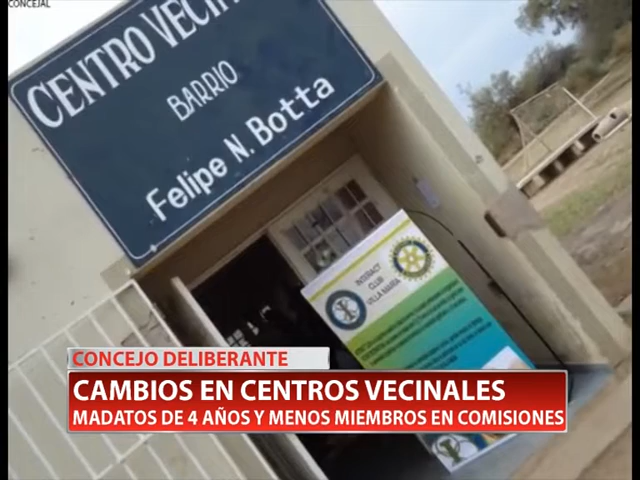 CONCEJAL
CENTRO VECIN
BARRIO
Felipe N. Botta
INTERACT
CLUB
VILLA MARIA
CONCEJO DELIBERANTE
CAMBIOS EN CENTROS VECINALES
MADATOS DE 4 AÑOS Y MENOS MIEMBROS EN COMISIONES